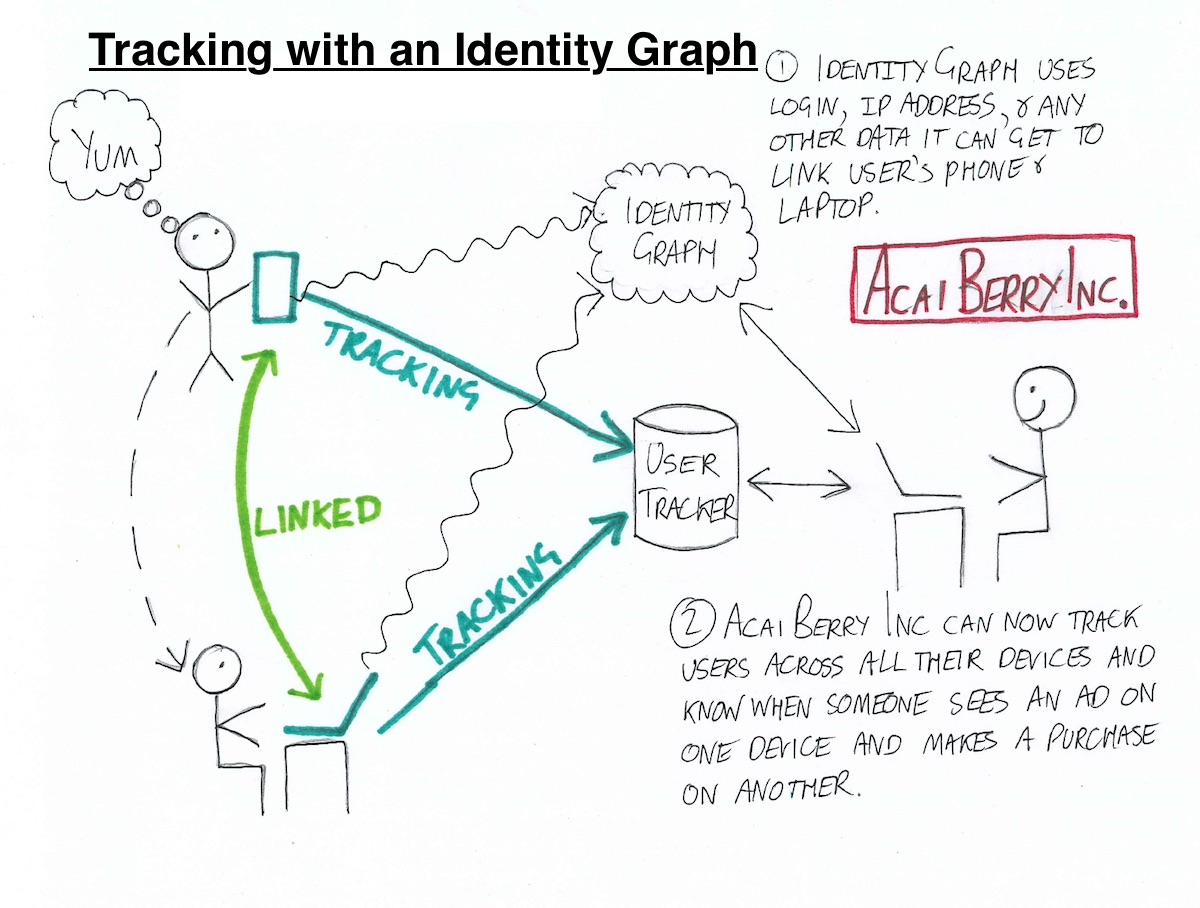 Tracking with an Identity Graph
① IDENTITY GRAPH USES
LOGIN, IP ADDRESS, & ANY
OTHER DATA IT CAN GET TO
LINK USER'S PHONE &
LAPTOP.
YUM
IDENTITY
GRAPH
ACAI BERRY INC.
TRACKING
USER
TRACKER
LINKED
TRACKING
② ACAI BERRY INC CAN NOW TRACK
USERS ACROSS ALL THEIR DEVICES AND
KNOW WHEN SOMEONE SEES AN AD ON
ONE DEVICE AND MAKES A PURCHASE
ON ANOTHER.